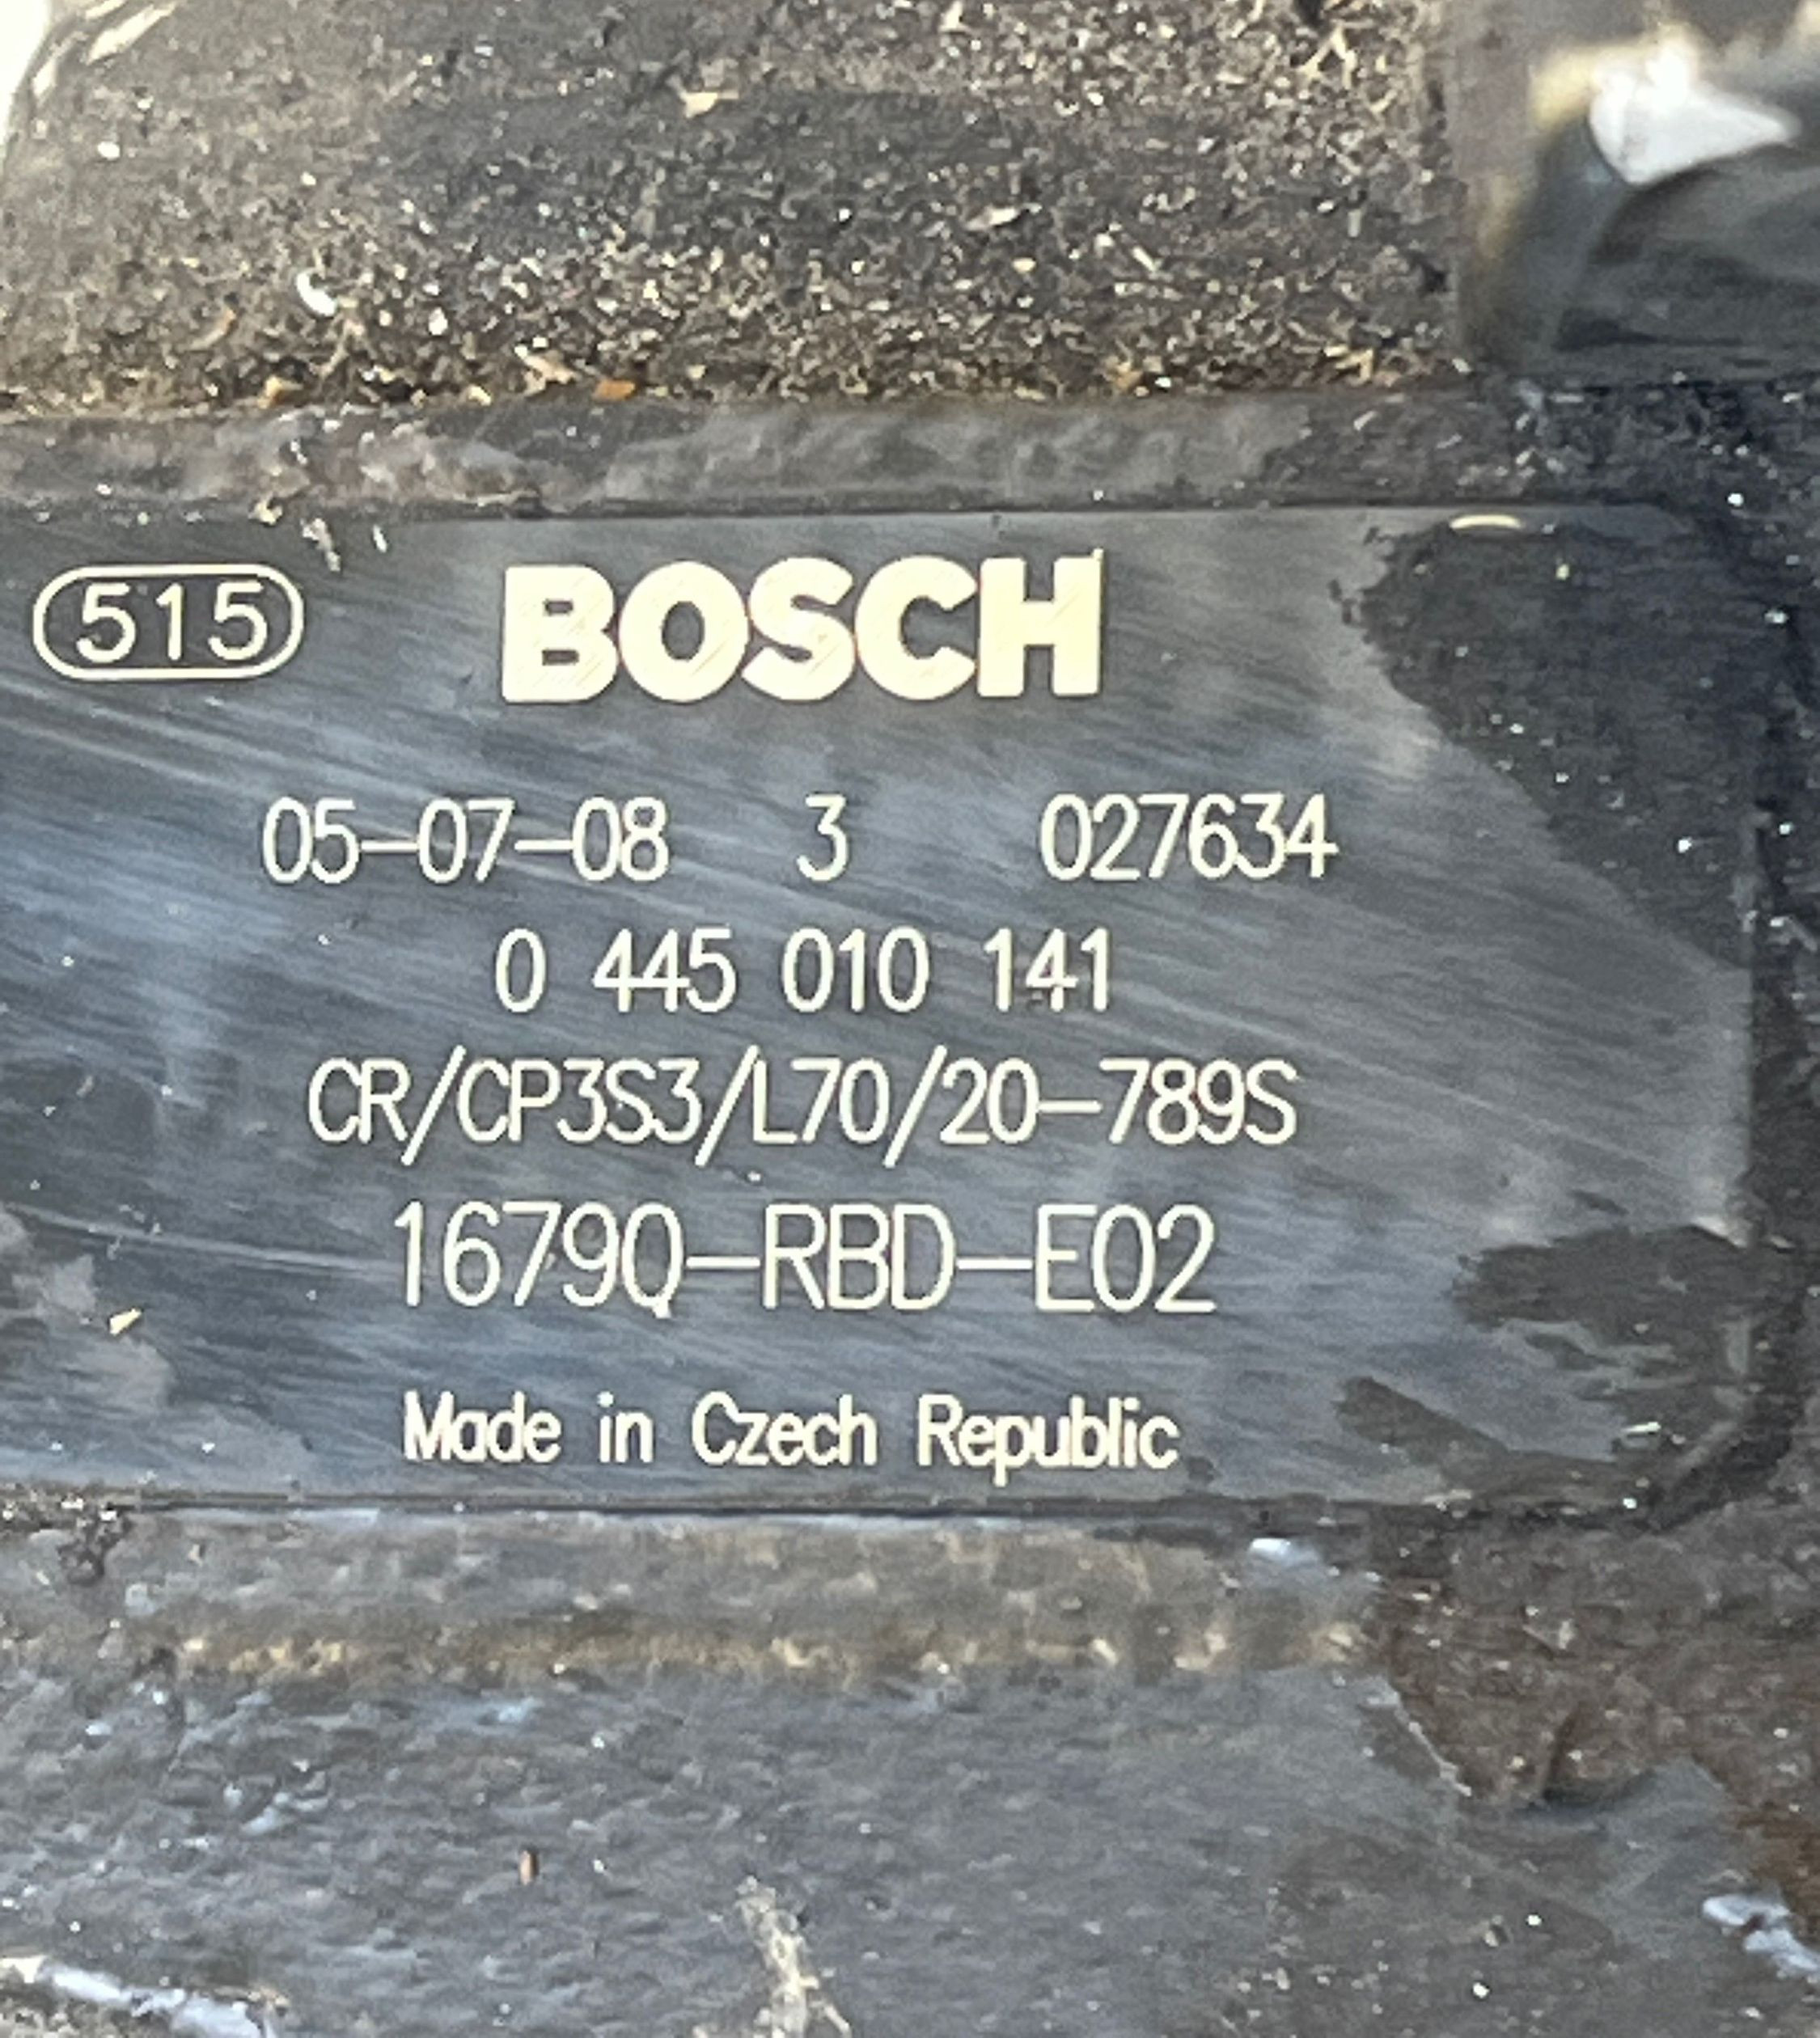 515 BOSCH
05-07-08 3 027634
0 445 010 141
CR/CP3S3/L70/20-789S
1679Q-RBD-E02
Made in Czech Republic